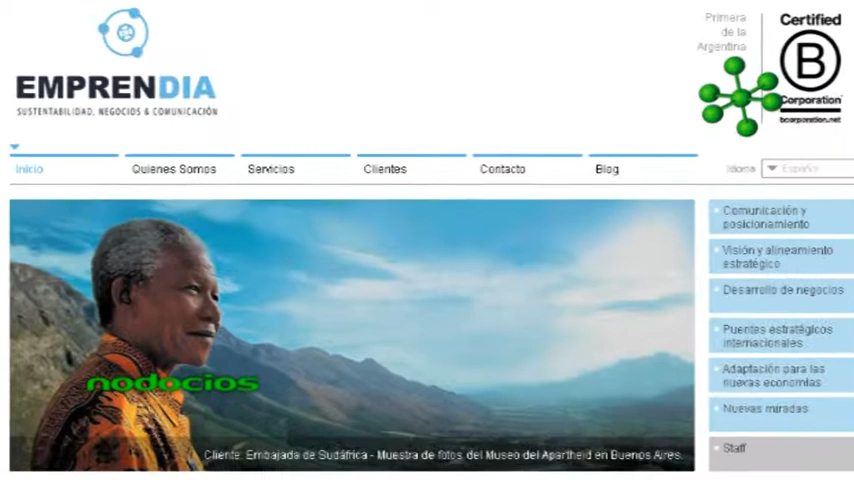 EMPRENDIA
SUSTENTABILIDAD, NEGOCIOS & COMUNICACIÓN
Primera
de la
Argentina
Certified
B
Corporation
bcorporation.net
Inicio
Quienes Somos
Servicios
Clientes
Contacto
Blog
Idioma
Español
Comunicación y
posicionamiento
Visión y alineamiento
estratégico
Desarrollo de negocios
Puentes estratégicos
internacionales
Adaptación para las
nuevas economías
Nuevas miradas
Staff
nodocios
Cliente: Embajada de Sudáfrica - Muestra de fotos del Museo del Apartheid en Buenos Aires.